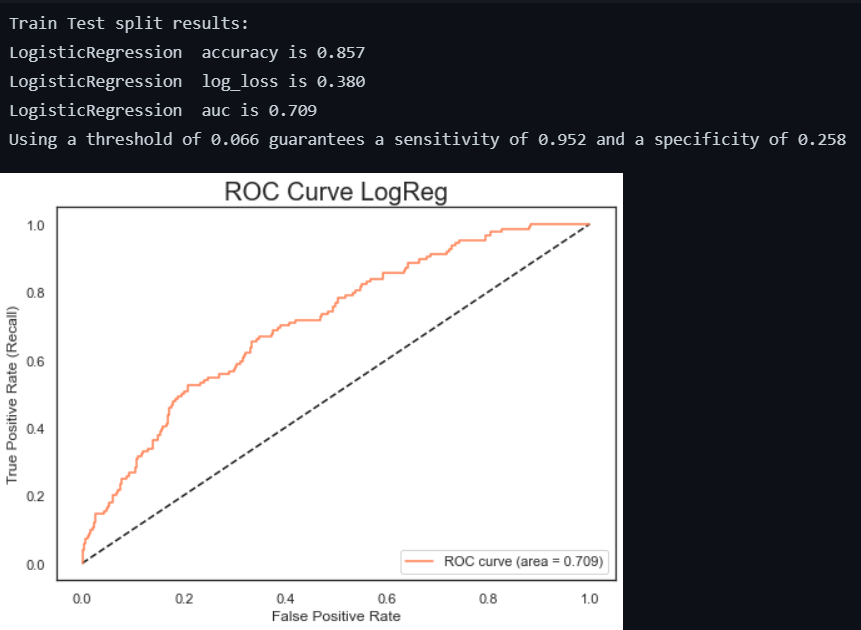 Train Test split results:
LogisticRegression  accuracy is 0.857
LogisticRegression  log_loss is 0.380
LogisticRegression  auc is 0.709
Using a threshold of 0.066 guarantees a sensitivity of 0.952 and a specificity of 0.258
ROC Curve LogReg
True Positive Rate (Recall)
1.0
0.8
0.6
0.4
0.2
0.0
ROC curve (area = 0.709)
0.0 0.2 0.4 0.6 0.8 1.0
False Positive Rate